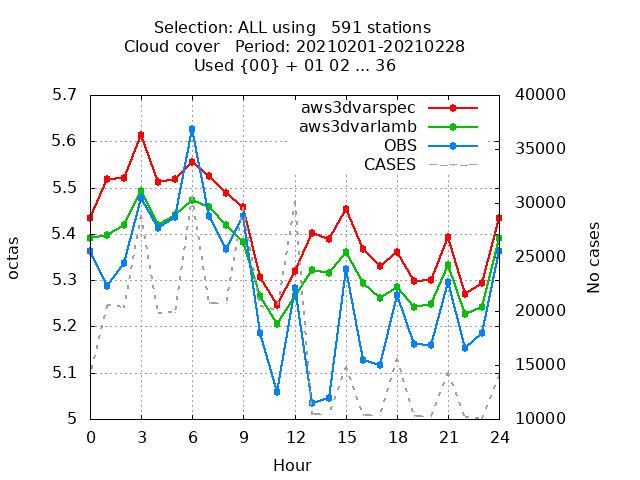 Selection: ALL using   591 stations
Cloud cover   Period: 20210201-20210228
Used {00} + 01 02 ... 36
5.7
5.6
5.5
5.4
5.3
5.2
5.1
5
octas
aws3dvarspec
aws3dvarlamb
OBS
CASES
40000
35000
30000
25000
20000
15000
10000
No cases
0 3 6 9 12 15 18 21 24
Hour